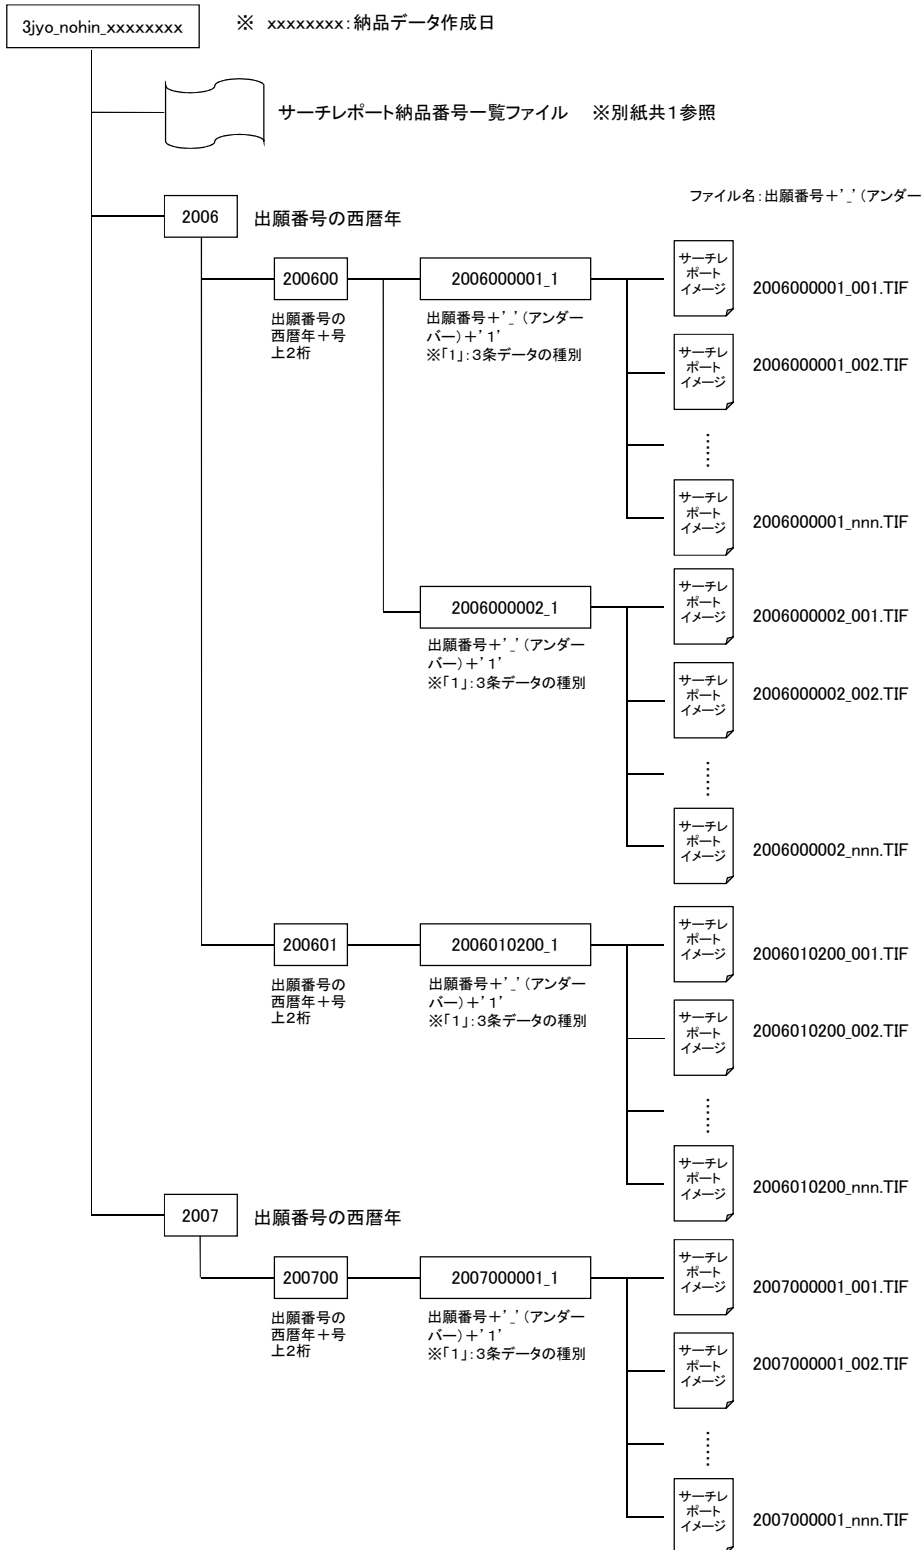 3jyo_nohin_xxxxxxxx
※ xxxxxxxx:納品データ作成日
サーチレポート納品番号一覧ファイル ※別紙共1参照
ファイル名:出願番号+'_'(アンダー
2006
出願番号の西暦年
200600
出願番号の
西暦年+号
上2桁
2006000001_1
出願番号+'_'(アンダー
バー)+'1'
※「1」:3条データの種別
サーチレ
ポート
イメージ
2006000001_001.TIF
サーチレ
ポート
イメージ
2006000001_002.TIF
サーチレ
ポート
イメージ
2006000001_nnn.TIF
2006000002_1
出願番号+'_'(アンダー
バー)+'1'
※「1」:3条データの種別
サーチレ
ポート
イメージ
2006000002_001.TIF
サーチレ
ポート
イメージ
2006000002_002.TIF
サーチレ
ポート
イメージ
2006000002_nnn.TIF
200601
出願番号の
西暦年+号
上2桁
2006010200_1
出願番号+'_'(アンダー
バー)+'1'
※「1」:3条データの種別
サーチレ
ポート
イメージ
2006010200_001.TIF
サーチレ
ポート
イメージ
2006010200_002.TIF
サーチレ
ポート
イメージ
2006010200_nnn.TIF
2007
出願番号の西暦年
200700
出願番号の
西暦年+号
上2桁
2007000001_1
出願番号+'_'(アンダー
バー)+'1'
※「1」:3条データの種別
サーチレ
ポート
イメージ
2007000001_001.TIF
サーチレ
ポート
イメージ
2007000001_002.TIF
サーチレ
ポート
イメージ
2007000001_nnn.TIF